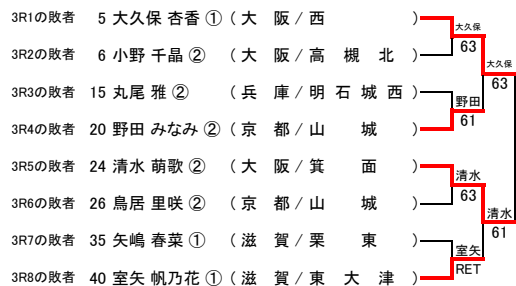 3R1の敗者 5 大久保 杏香 ① ( 大 阪 / 西 )
大久保
63
3R2の敗者 6 小野 千晶 ② ( 大 阪 / 高 槻 北 )
大久保
63
3R3の敗者 15 丸尾 雅 ② ( 兵 庫 / 明 石 城 西 )
野田
61
3R4の敗者 20 野田 みなみ ② ( 京 都 / 山 城 )
3R5の敗者 24 清水 萌歌 ② ( 大 阪 / 箕 面 )
清水
63
3R6の敗者 26 鳥居 里咲 ② ( 京 都 / 山 城 )
清水
61
3R7の敗者 35 矢嶋 春菜 ① ( 滋 賀 / 栗 東 )
室矢
RET
3R8の敗者 40 室矢 帆乃花 ① ( 滋 賀 / 東 大 津 )